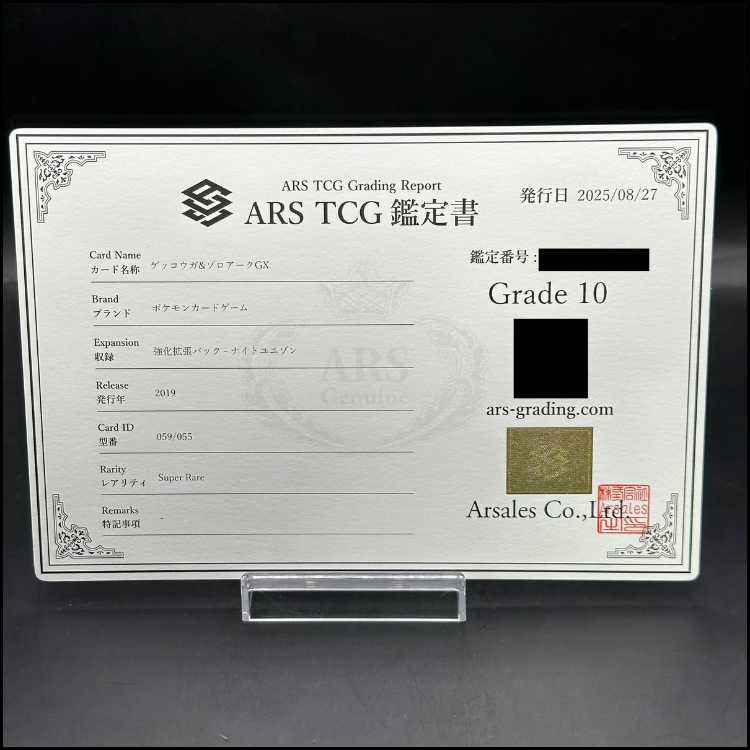 ARS TCG Grading Report
ARS TCG 鑑定書
発行日 2025/08/27
Card Name
カード名称 ゲッコウガ&ゾロアークGX
Brand
ブランド ポケモンカードゲーム
Expansion
収録 強化拡張パック - ナイトユニゾン
Release
発行年 2019
Card ID
型番 059/055
Rarity
レアリティ Super Rare
Remarks
特記事項 -
ARS
Genuine
鑑定番号 :
Grade 10
ars-grading.com
Arsales Co.,Ltd.
Arsales